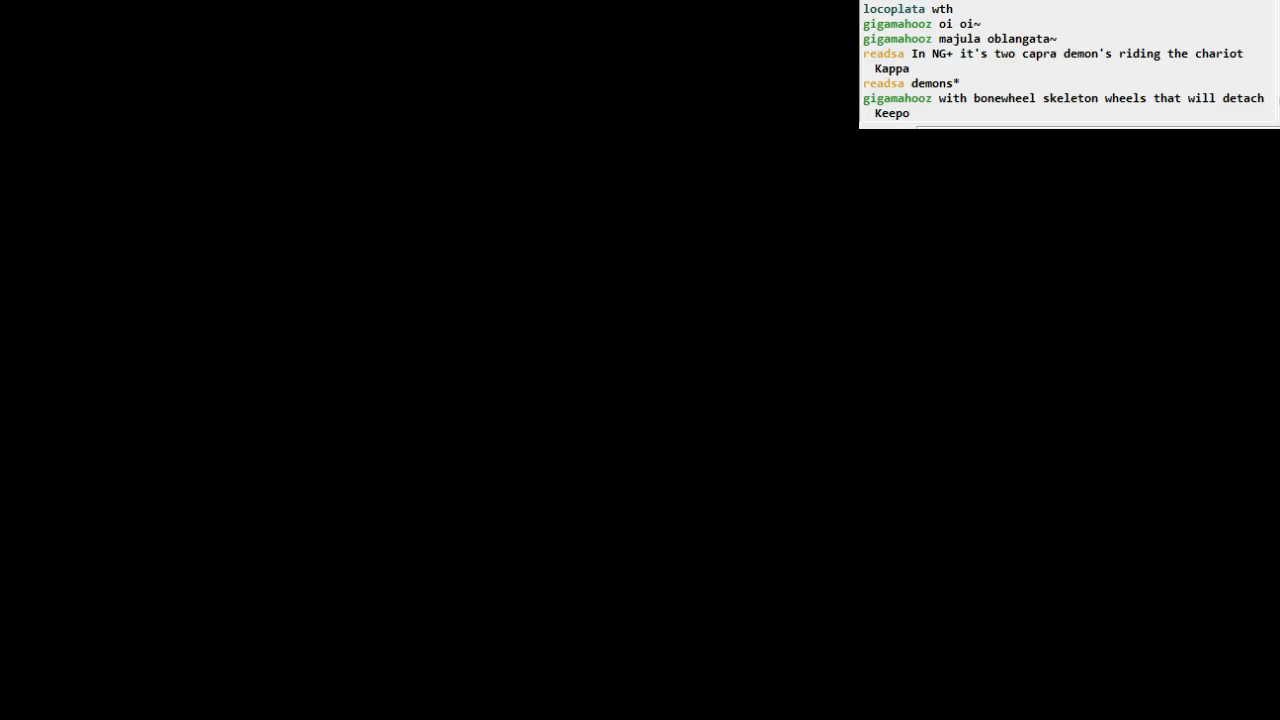 locoplata wth
gigamahooz oi oi~
gigamahooz majula oblangata~
readsa In NG+ it's two capra demon's riding the chariot
Kappa
readsa demons*
gigamahooz with bonewheel skeleton wheels that will detach
Keepo